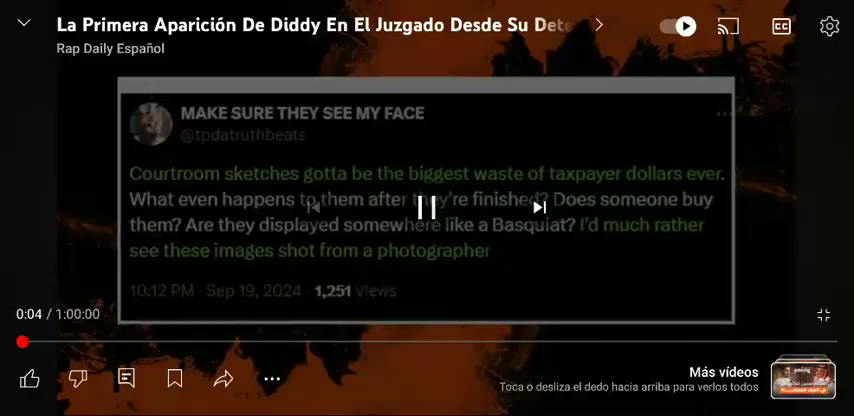 La Primera Aparición De Diddy En El Juzgado Desde Su Dete
Rap Daily Español
CC
MAKE SURE THEY SEE MY FACE
@tpdatruthbeats
Courtroom sketches gotta be the biggest waste of taxpayer dollars ever.
What even happens to them after they're finished? Does someone buy
them? Are they displayed somewhere like a Basquiat? I'd much rather
see these images shot from a photographer
10:12 PM · Sep 19, 2024 · 1,251 Views
0:04 / 1:00:00
Más vídeos
Toca o desliza el dedo hacia arriba para verlos todos